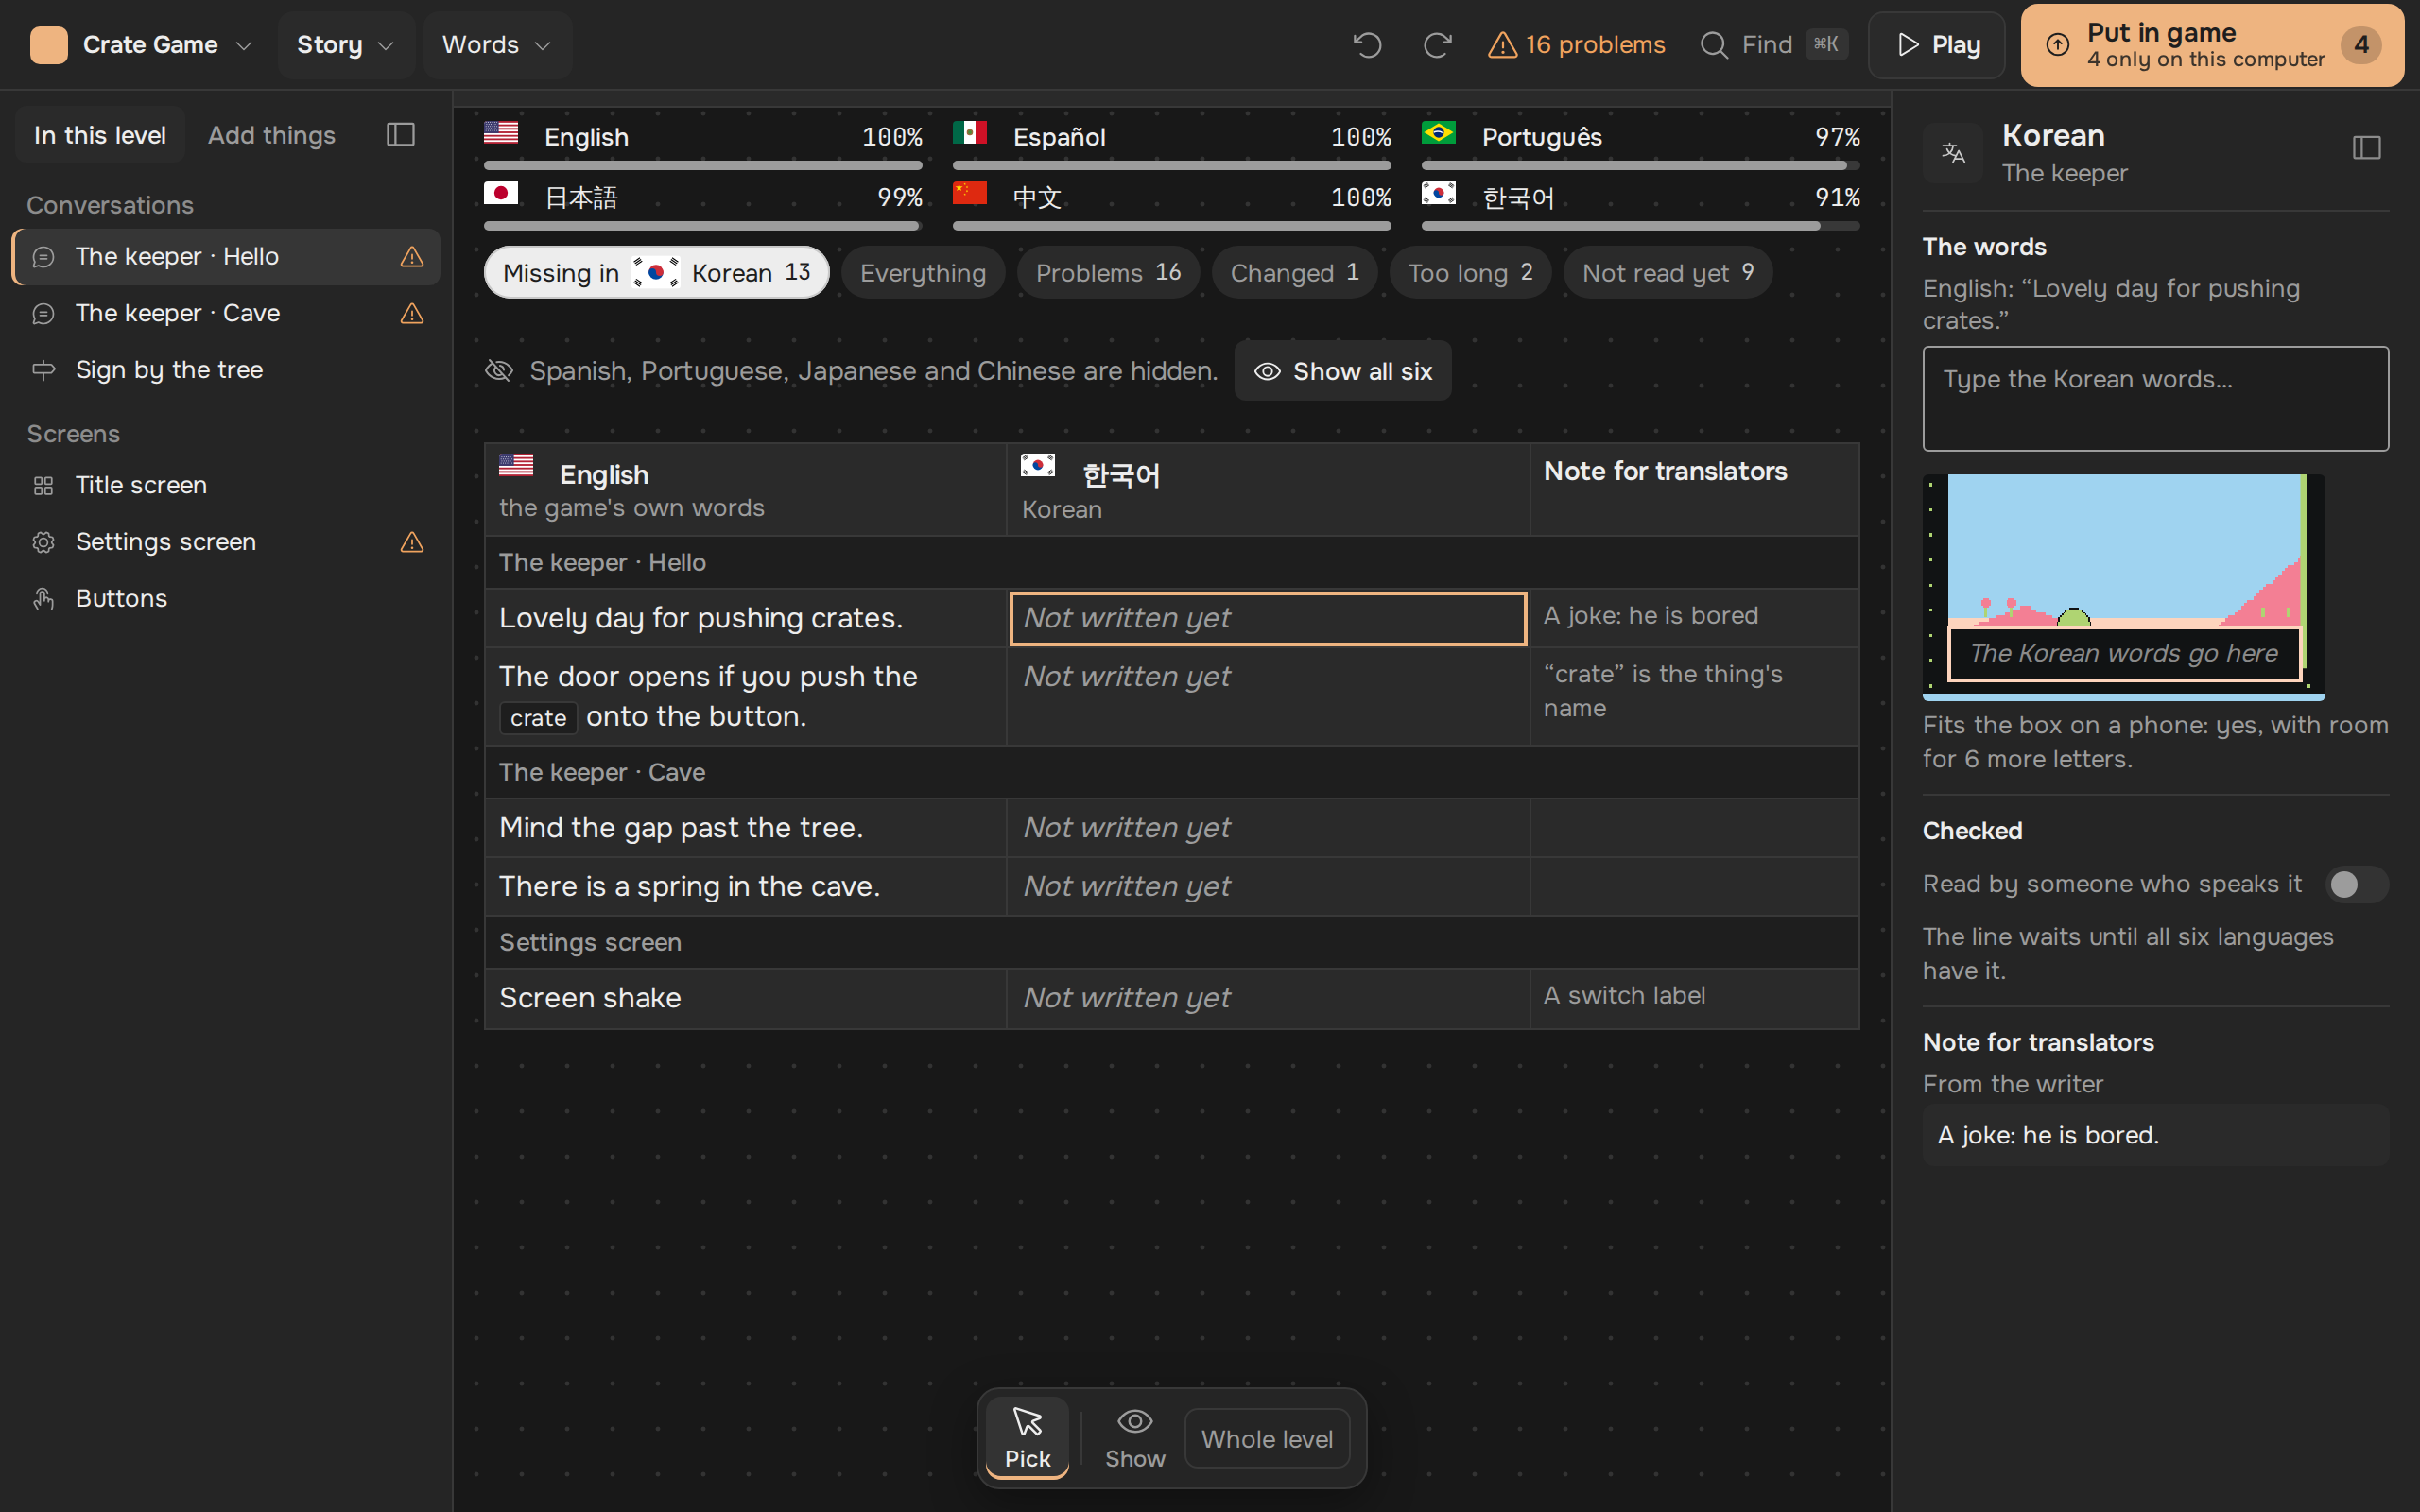 Crate Game
Story
Words
16 problems
Find ⌘K
Play
Put in game
4 only on this computer
4
In this level
Add things
Conversations
The keeper · Hello
The keeper · Cave
Sign by the tree
Screens
Title screen
Settings screen
Buttons
English 100%
Español 100%
Português 97%
日本語 99%
中文 100%
한국어 91%
Missing in Korean 13
Everything
Problems 16
Changed 1
Too long 2
Not read yet 9
Spanish, Portuguese, Japanese and Chinese are hidden.
Show all six
English
the game's own words
한국어
Korean
Note for translators
The keeper · Hello
Lovely day for pushing crates.
Not written yet
A joke: he is bored
The door opens if you push the
crate onto the button.
Not written yet
“crate” is the thing's
name
The keeper · Cave
Mind the gap past the tree.
Not written yet
There is a spring in the cave.
Not written yet
Settings screen
Screen shake
Not written yet
A switch label
Pick
Show
Whole level
Korean
The keeper
The words
English: “Lovely day for pushing
crates.”
Type the Korean words...
The Korean words go here
Fits the box on a phone: yes, with room
for 6 more letters.
Checked
Read by someone who speaks it
The line waits until all six languages
have it.
Note for translators
From the writer
A joke: he is bored.